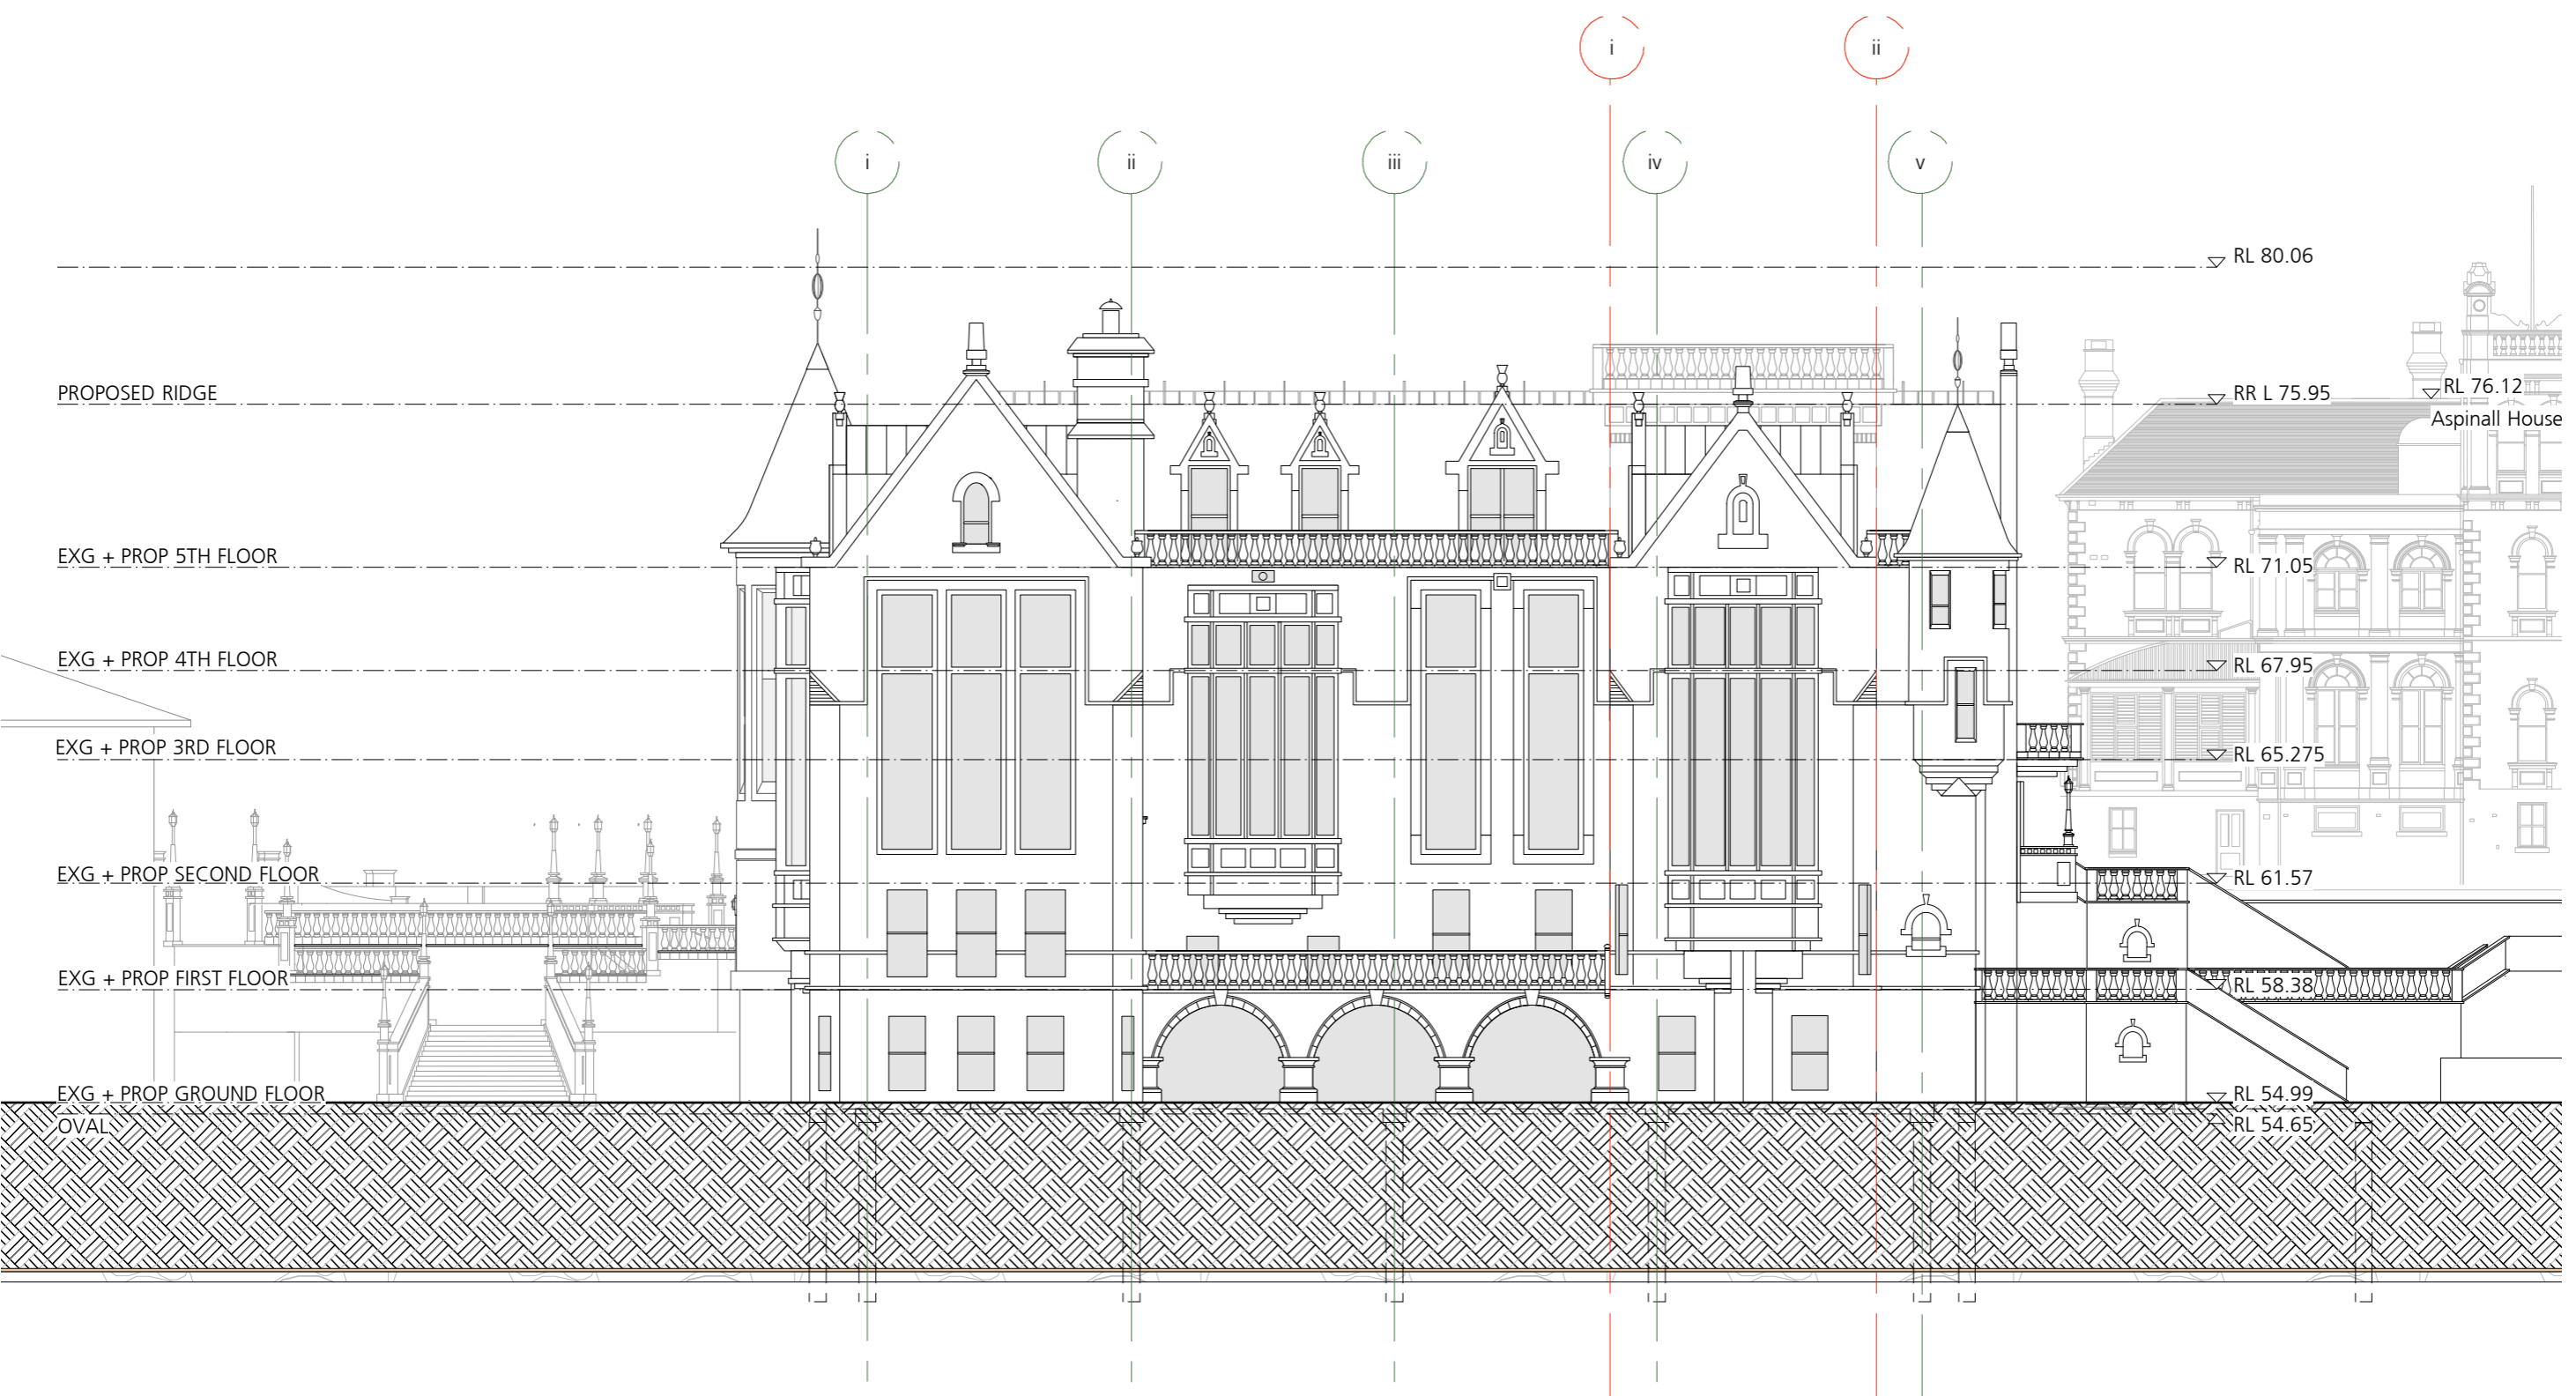 i
ii
i
ii
iii
iv
v
RL 80.06
PROPOSED RIDGE
RR L 75.95
RL 76.12
Aspinall House
EXG + PROP 5TH FLOOR
RL 71.05
EXG + PROP 4TH FLOOR
RL 67.95
EXG + PROP 3RD FLOOR
RL 65.275
EXG + PROP SECOND FLOOR
RL 61.57
EXG + PROP FIRST FLOOR
RL 58.38
EXG + PROP GROUND FLOOR
RL 54.99
OVAL
RL 54.65